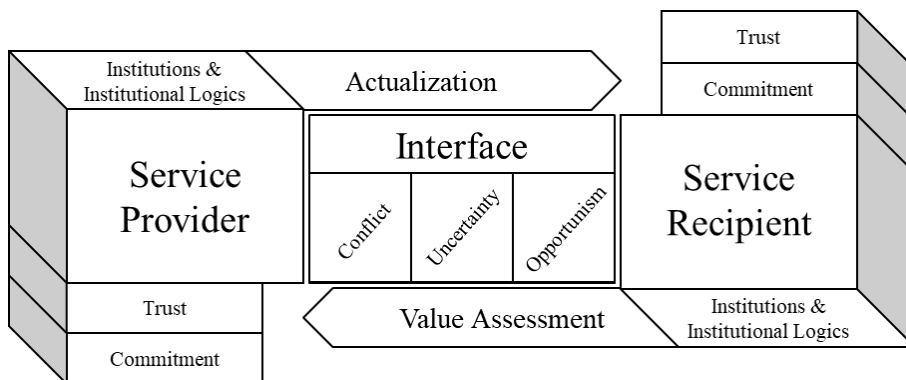 Trust
Institutions &
Institutional Logics
Actualization
Commitment
Interface
Service
Provider
Conflict
Uncertainty
Opportunism
Service
Recipient
Trust
Value Assessment
Institutions &
Institutional Logics
Commitment